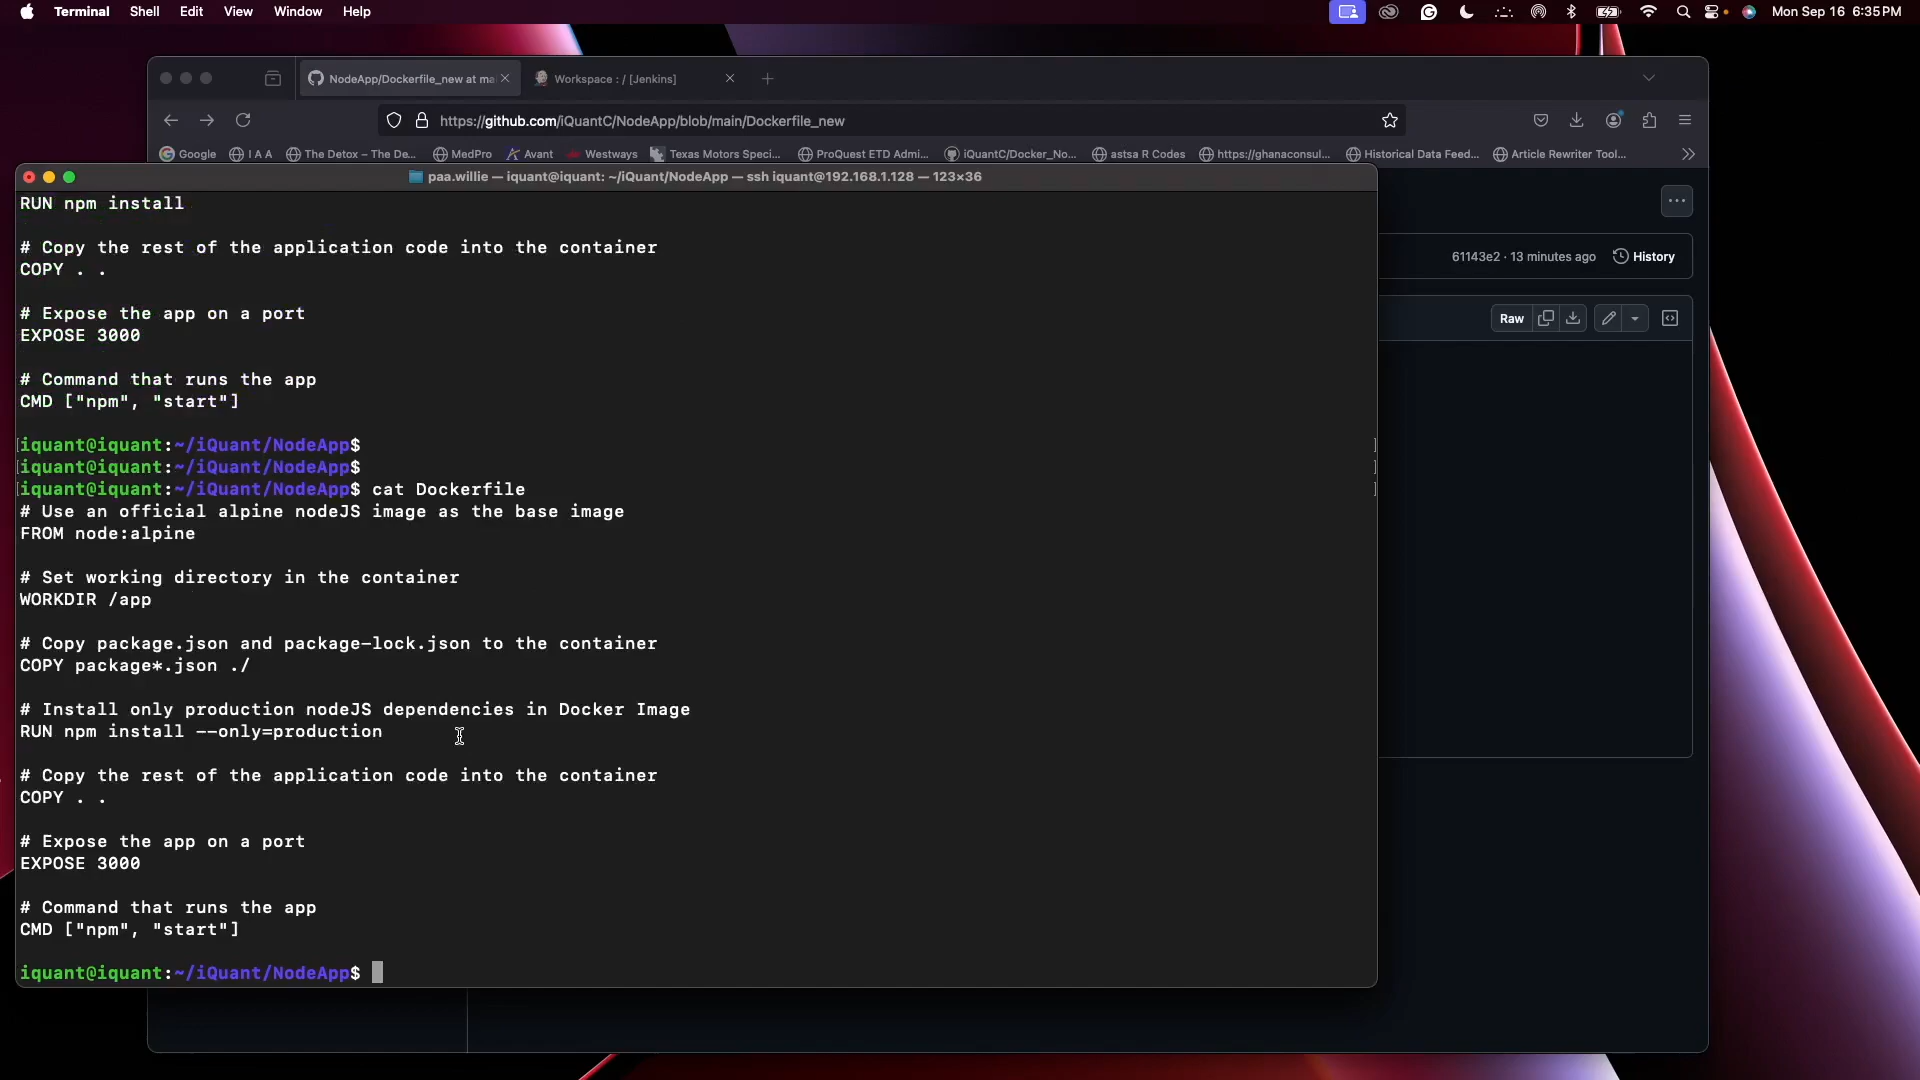 Terminal Shell Edit View Window Help Mon Sep 16 6:35 PM
NodeApp/Dockerfile_new at ma Workspace : / [Jenkins]
https://github.com/iQuantC/NodeApp/blob/main/Dockerfile_new
Google I A A The Detox – The De... MedPro Avant Westways Texas Motors Speci... ProQuest ETD Admi... iQuantC/Docker_No... astsa R Codes https://ghanaconsul... Historical Data Feed... Article Rewriter Tool...
paa.willie — iquant@iquant: ~/iQuant/NodeApp — ssh iquant@192.168.1.128 — 123×36
RUN npm install
# Copy the rest of the application code into the container
COPY . .
61143e2 · 13 minutes ago History
# Expose the app on a port
EXPOSE 3000
Raw
# Command that runs the app
CMD ["npm", "start"]
[iquant@iquant:~/iQuant/NodeApp$ ]
[iquant@iquant:~/iQuant/NodeApp$ ]
[iquant@iquant:~/iQuant/NodeApp$ cat Dockerfile ]
# Use an official alpine nodeJS image as the base image
FROM node:alpine
# Set working directory in the container
WORKDIR /app
# Copy package.json and package-lock.json to the container
COPY package*.json ./
# Install only production nodeJS dependencies in Docker Image
RUN npm install --only=production
# Copy the rest of the application code into the container
COPY . .
# Expose the app on a port
EXPOSE 3000
# Command that runs the app
CMD ["npm", "start"]
iquant@iquant:~/iQuant/NodeApp$